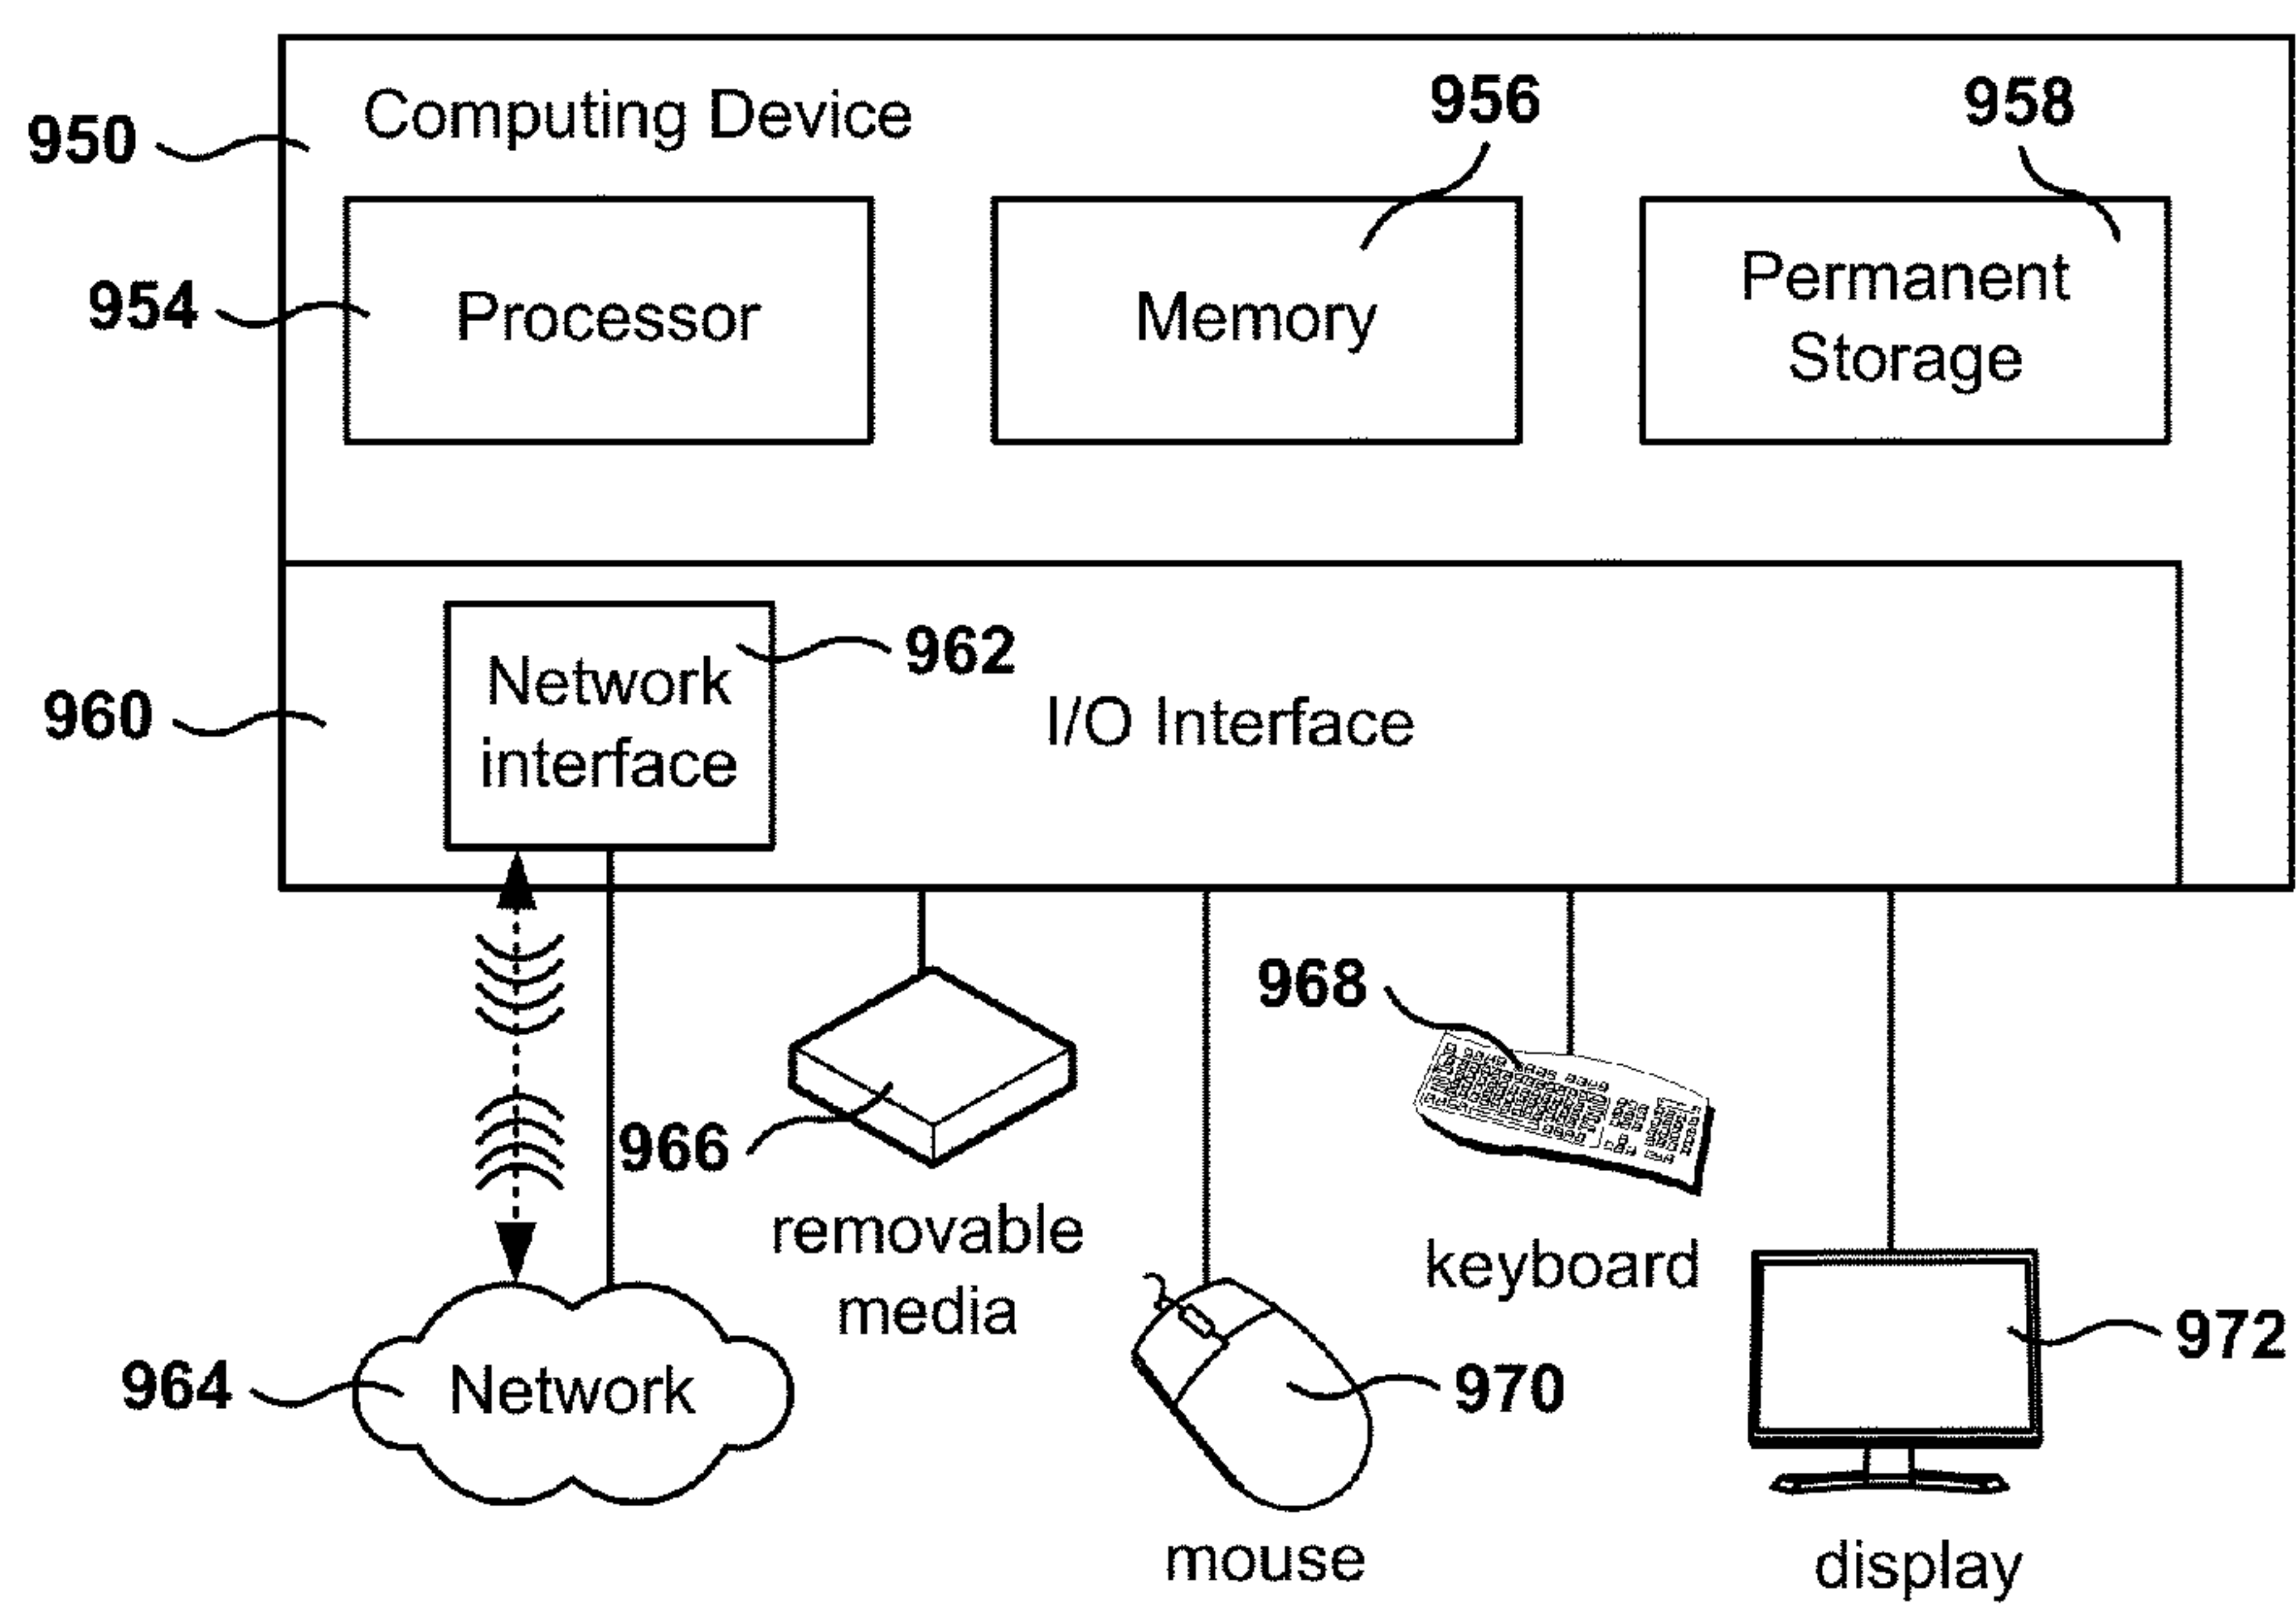 956
958
950
Computing Device
954
Processor
Memory
Permanent
Storage
962
Network
interface
960
I/O Interface
968
966
removable
media
keyboard
972
964
Network
970
mouse
display